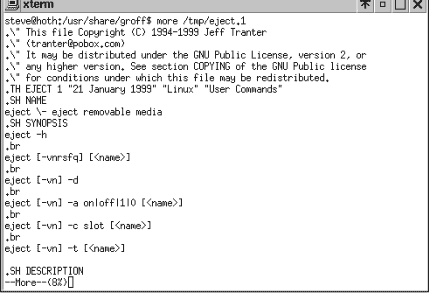 xterm
steve@hoth:/usr/share/groff$ more /tmp/eject.1
.\" This file Copyright (C) 1994-1999 Jeff Tranter
.\" (tranter@pobox.com)
.\" It may be distributed under the GNU Public License, version 2, or
.\" any higher version. See section COPYING of the GNU Public license
.\" for conditions under which this file may be redistributed.
.TH EJECT 1 "21 January 1999" "Linux" "User Commands"
.SH NAME
eject \- eject removable media
.SH SYNOPSIS
eject -h
.br
eject [-vnrsfq] [<name>]
.br
eject [-vn] -d
.br
eject [-vn] -a on|off|1|0 [<name>]
.br
eject [-vn] -c slot [<name>]
.br
eject [-vn] -t [<name>]
.SH DESCRIPTION
--More--(8%)